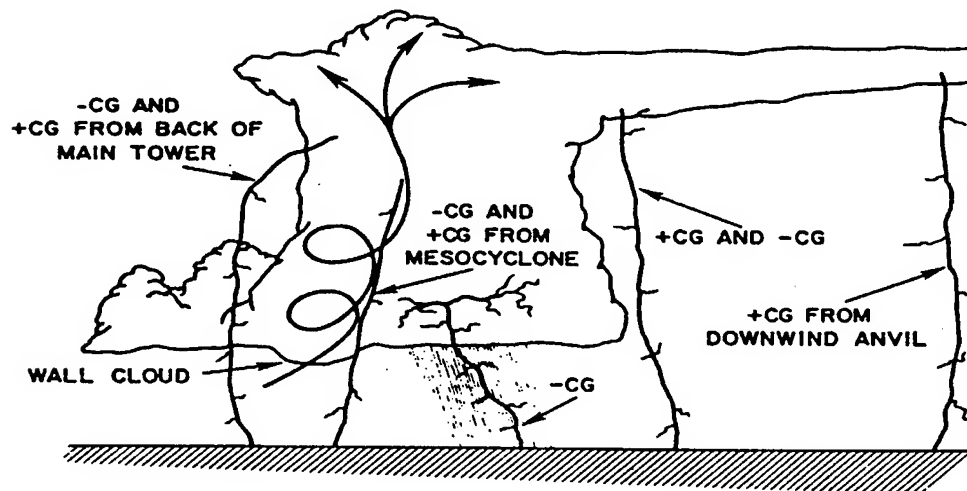 -CG AND
+CG FROM BACK OF
MAIN TOWER
-CG AND
+CG FROM
MESOCYCLONE
+CG AND -CG
+CG FROM
DOWNWIND ANVIL
WALL CLOUD
-CG